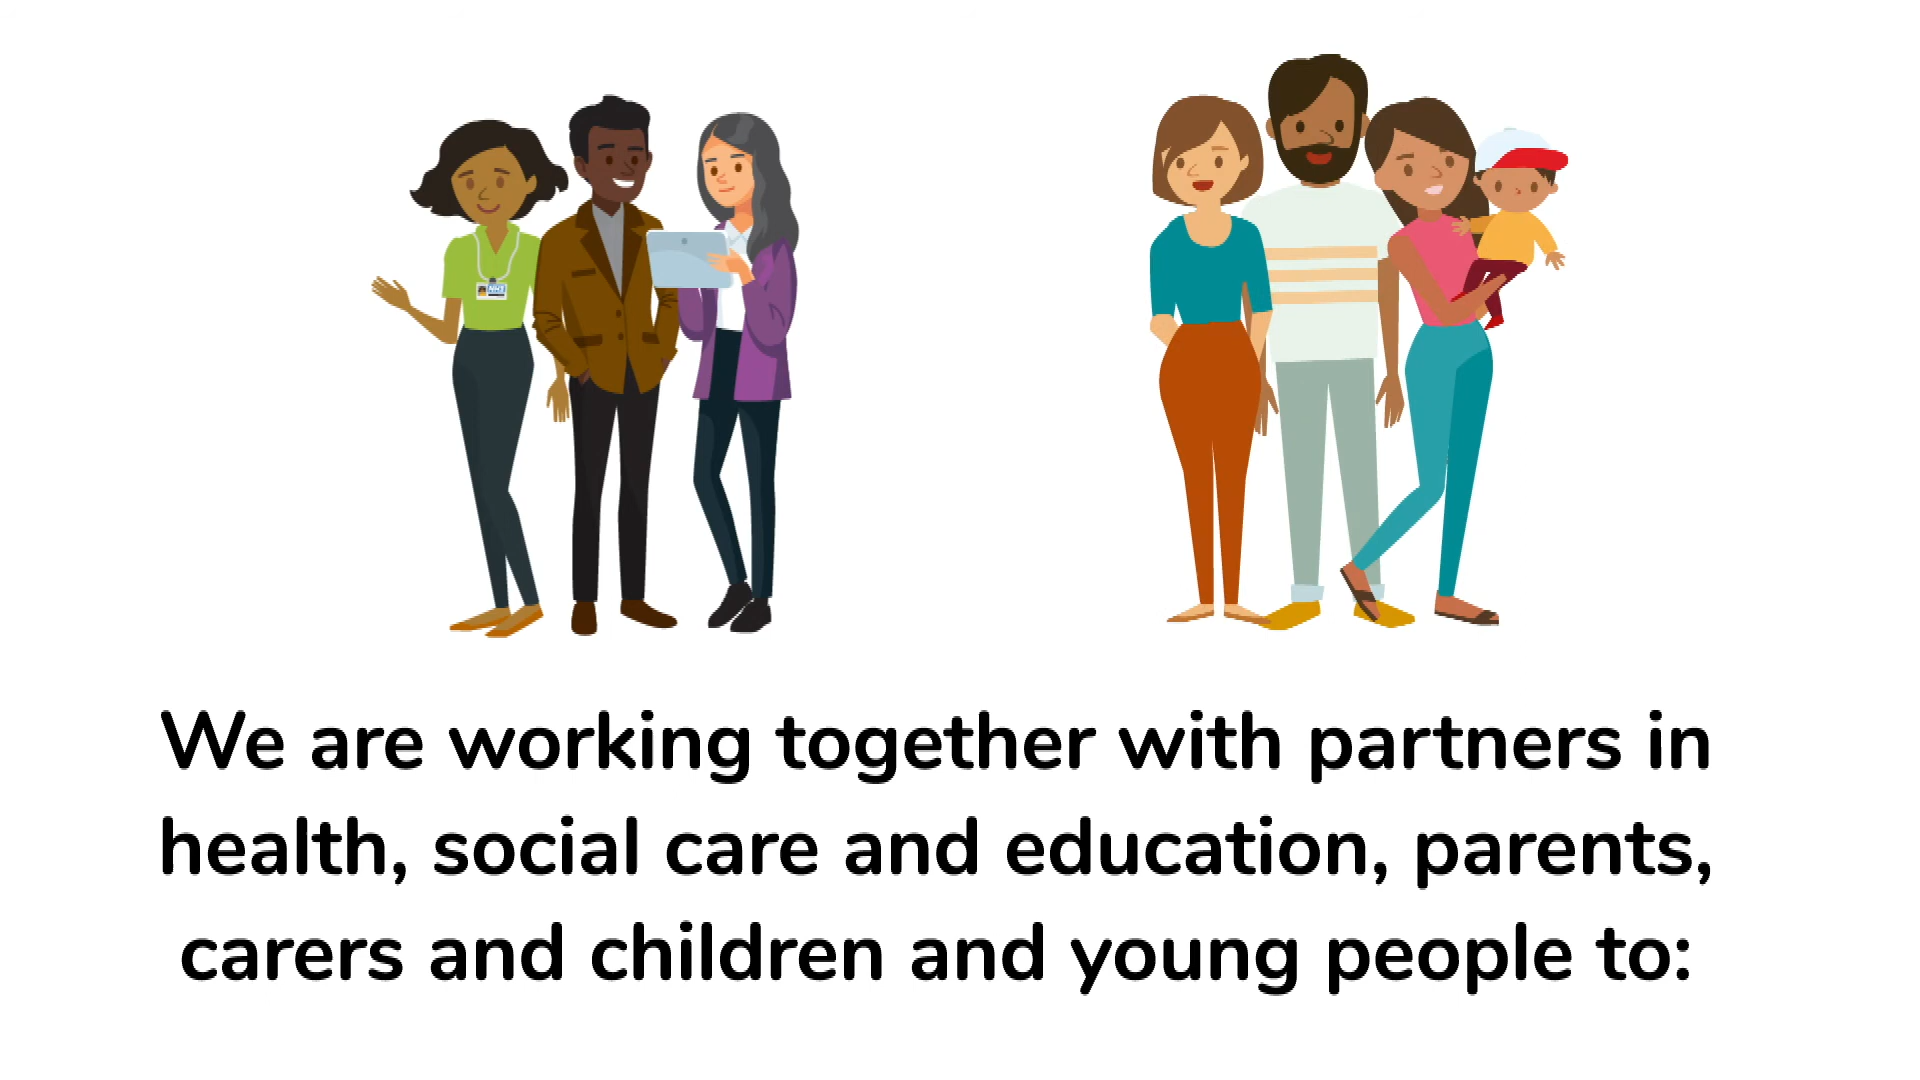 NHS
We are working together with partners in
health, social care and education, parents,
carers and children and young people to: